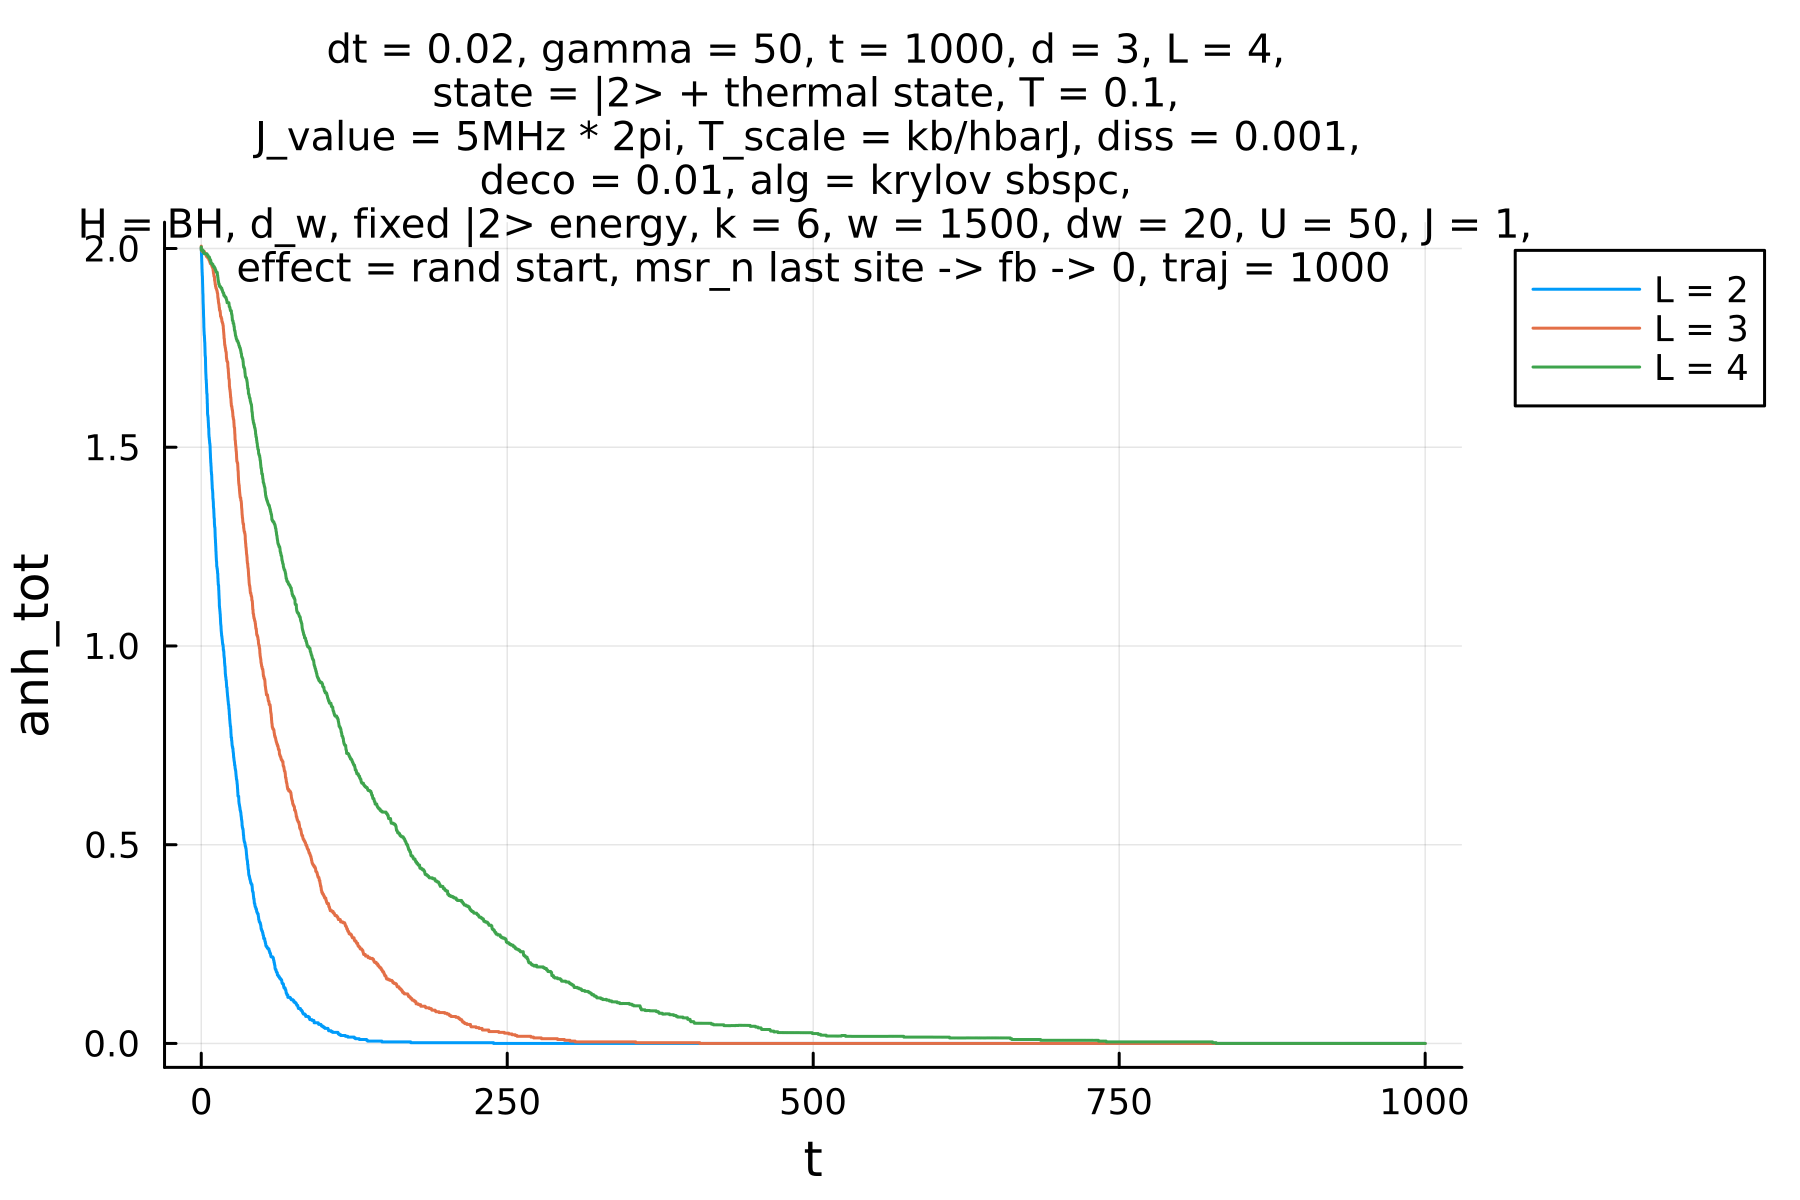 dt = 0.02, gamma = 50, t = 1000, d = 3, L = 4,
state = |2> + thermal state, T = 0.1,
J_value = 5MHz * 2pi, T_scale = kb/hbarJ, diss = 0.001,
deco = 0.01, alg = krylov sbspc,
H = BH, d_w, fixed |2> energy, k = 6, w = 1500, dw = 20, U = 50, J = 1,
effect = rand start, msr_n last site -> fb -> 0, traj = 1000
L = 2
L = 3
L = 4
anh_tot
2.0
1.5
1.0
0.5
0.0
0 250 500 750 1000
t